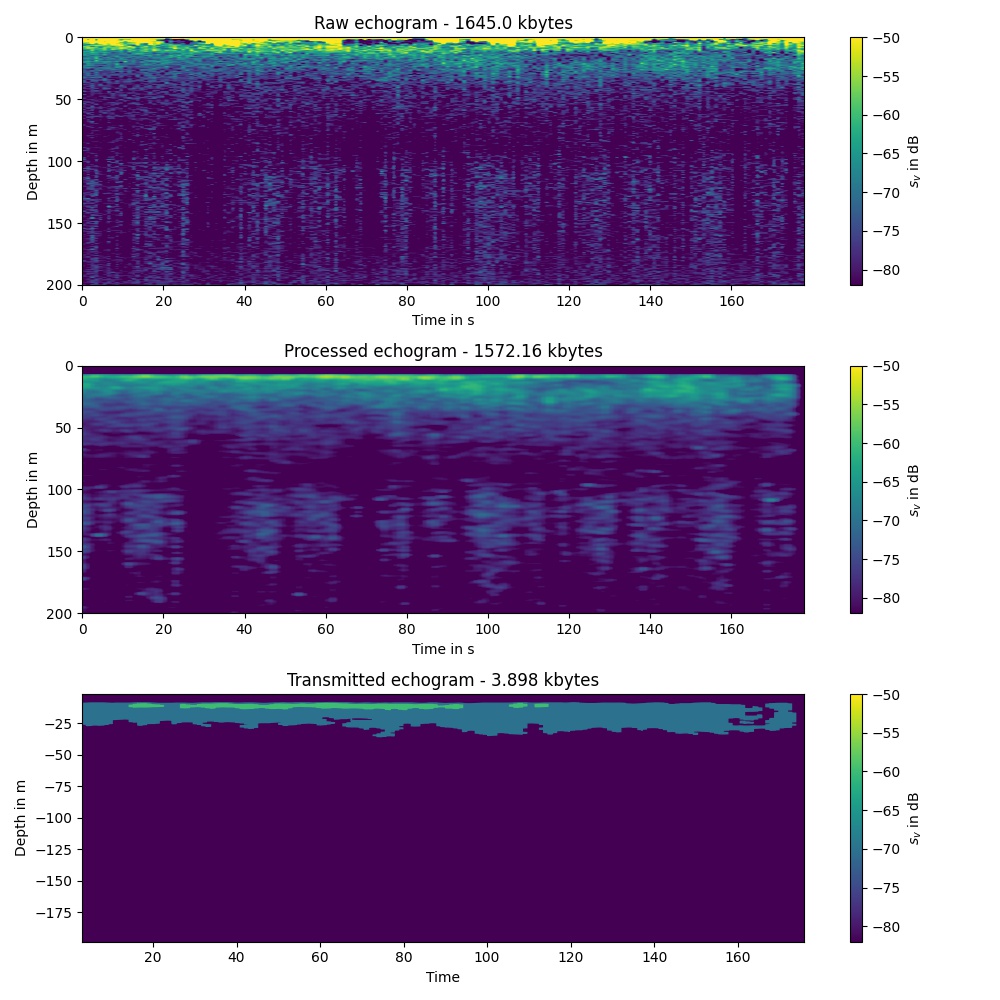 Raw echogram - 1645.0 kbytes
0
50
100
150
200
Depth in m
0 20 40 60 80 100 120 140 160
Time in s
−50
−55
−60
−65
−70
−75
−80
sv in dB
Processed echogram - 1572.16 kbytes
0
50
100
150
200
Depth in m
0 20 40 60 80 100 120 140 160
Time in s
−50
−55
−60
−65
−70
−75
−80
sv in dB
Transmitted echogram - 3.898 kbytes
−25
−50
−75
−100
−125
−150
−175
Depth in m
20 40 60 80 100 120 140 160
Time
−50
−55
−60
−65
−70
−75
−80
sv in dB